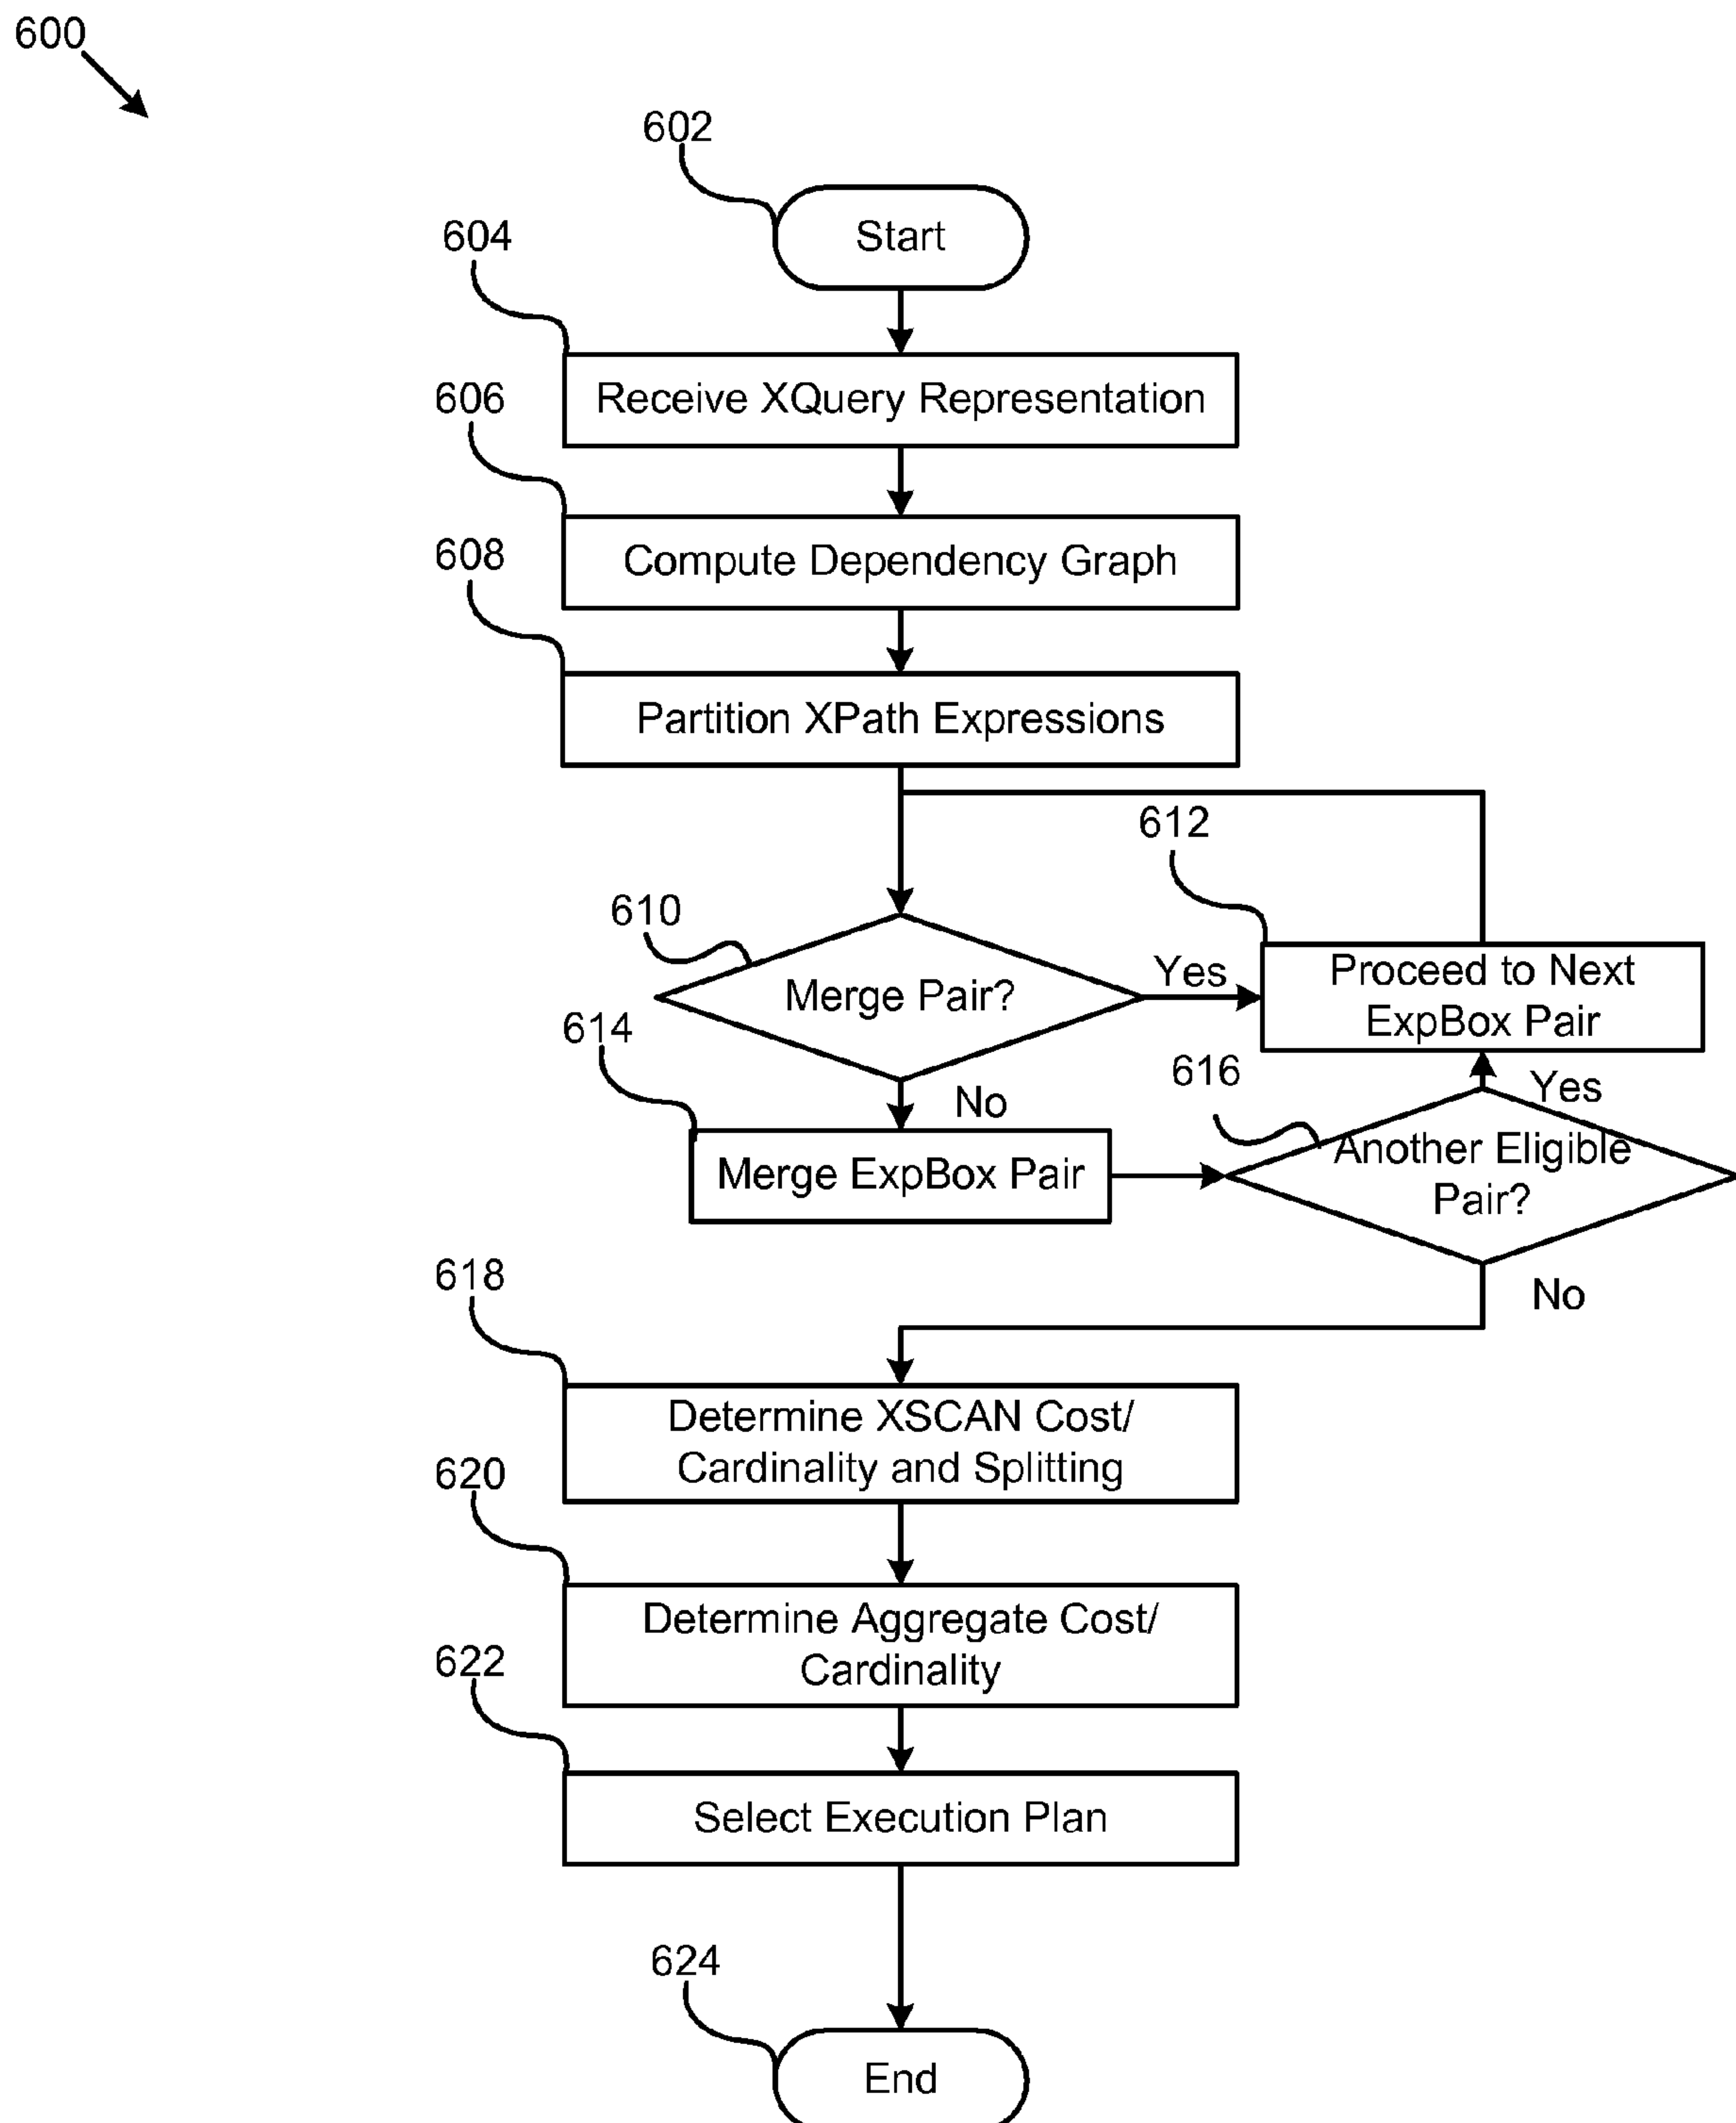 600
602
Start
604
Receive XQuery Representation
606
Compute Dependency Graph
608
Partition XPath Expressions
612
610
Merge Pair?
Yes
Proceed to Next
ExpBox Pair
614
No
616
Yes
Merge ExpBox Pair
Another Eligible
Pair?
No
618
Determine XSCAN Cost/
Cardinality and Splitting
620
Determine Aggregate Cost/
Cardinality
622
Select Execution Plan
624
End